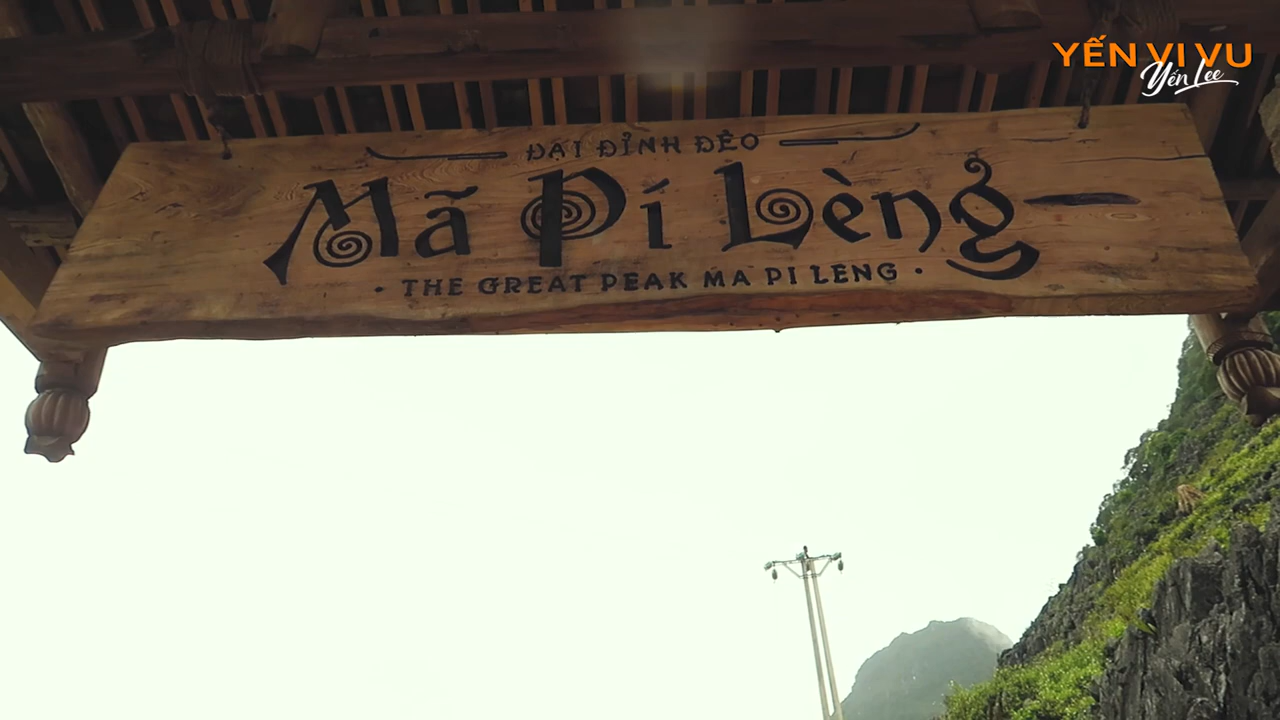 YẾN VI VU
Yến Lee
ĐẠI ĐỈNH ĐÈO
Mã Pí Lèng
• THE GREAT PEAK MA PI LENG •